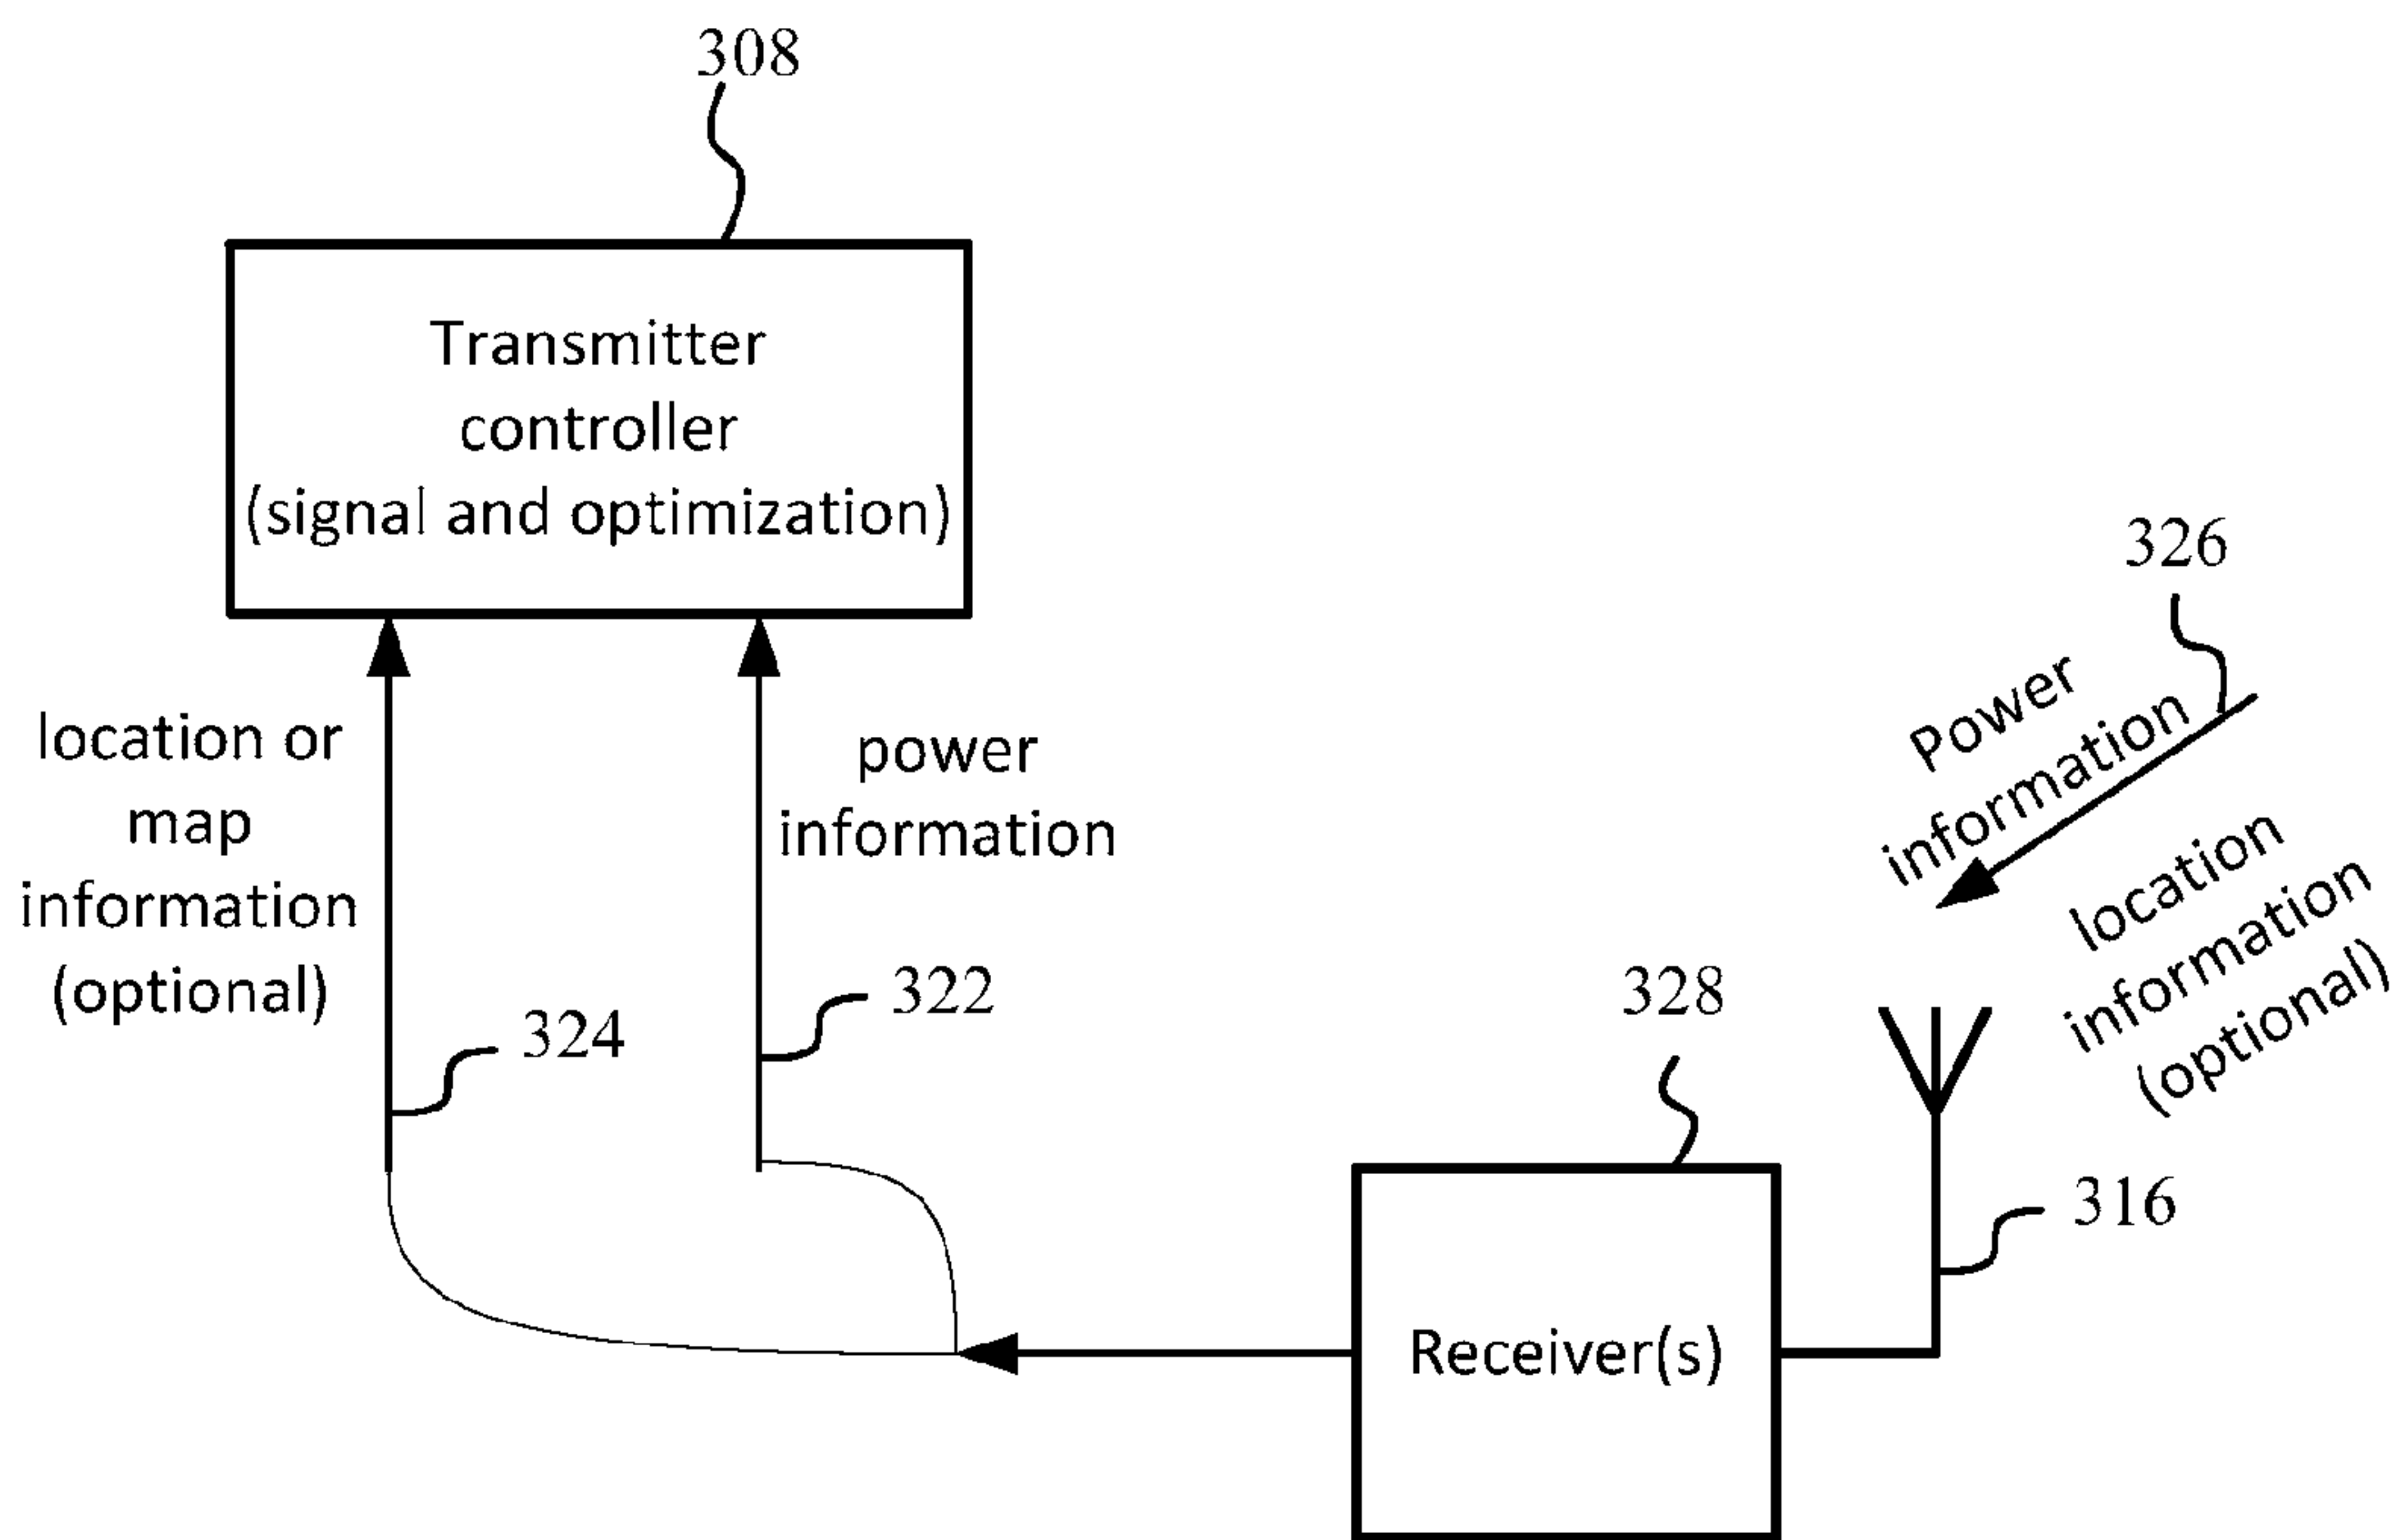 308
Transmitter
controller
(signal and optimization)
326
Power
information
location
information
(optional)
location or
map
information
(optional)
power
information
322
324
328
316
Receiver(s)